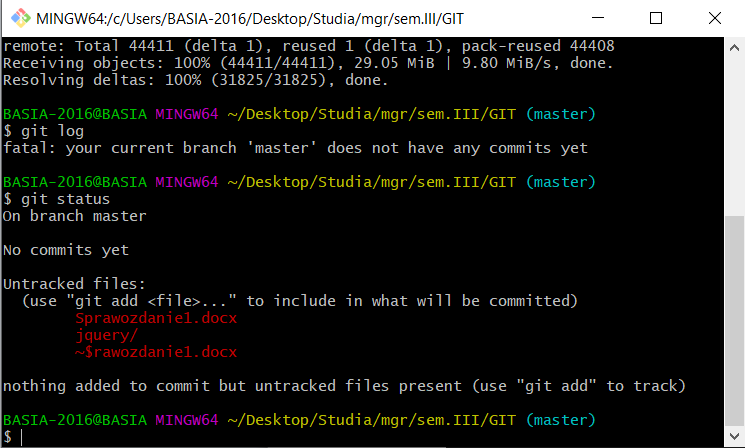 MINGW64:/c/Users/BASIA-2016/Desktop/Studia/mgr/sem.III/GIT
remote: Total 44411 (delta 1), reused 1 (delta 1), pack-reused 44408
Receiving objects: 100% (44411/44411), 29.05 MiB | 9.80 MiB/s, done.
Resolving deltas: 100% (31825/31825), done.
BASIA-2016@BASIA MINGW64 ~/Desktop/Studia/mgr/sem.III/GIT (master)
$ git log
fatal: your current branch 'master' does not have any commits yet
BASIA-2016@BASIA MINGW64 ~/Desktop/Studia/mgr/sem.III/GIT (master)
$ git status
On branch master
No commits yet
Untracked files:
  (use "git add <file>..." to include in what will be committed)
        Sprawozdanie1.docx
        jquery/
        ~$rawozdanie1.docx
nothing added to commit but untracked files present (use "git add" to track)
BASIA-2016@BASIA MINGW64 ~/Desktop/Studia/mgr/sem.III/GIT (master)
$